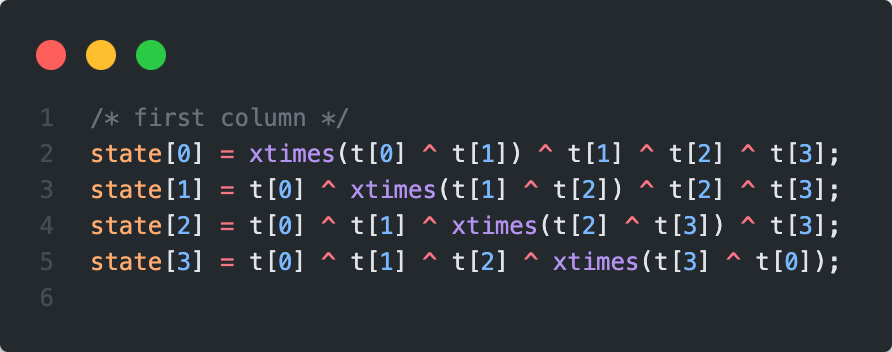 1 /* first column */
2 state[0] = xtimes(t[0] ^ t[1]) ^ t[1] ^ t[2] ^ t[3];
3 state[1] = t[0] ^ xtimes(t[1] ^ t[2]) ^ t[2] ^ t[3];
4 state[2] = t[0] ^ t[1] ^ xtimes(t[2] ^ t[3]) ^ t[3];
5 state[3] = t[0] ^ t[1] ^ t[2] ^ xtimes(t[3] ^ t[0]);
6